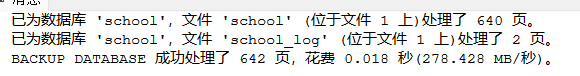 消息
已为数据库 'school'，文件 'school' (位于文件 1 上)处理了 640 页。
已为数据库 'school'，文件 'school_log' (位于文件 1 上)处理了 2 页。
BACKUP DATABASE 成功处理了 642 页，花费 0.018 秒(278.428 MB/秒)。